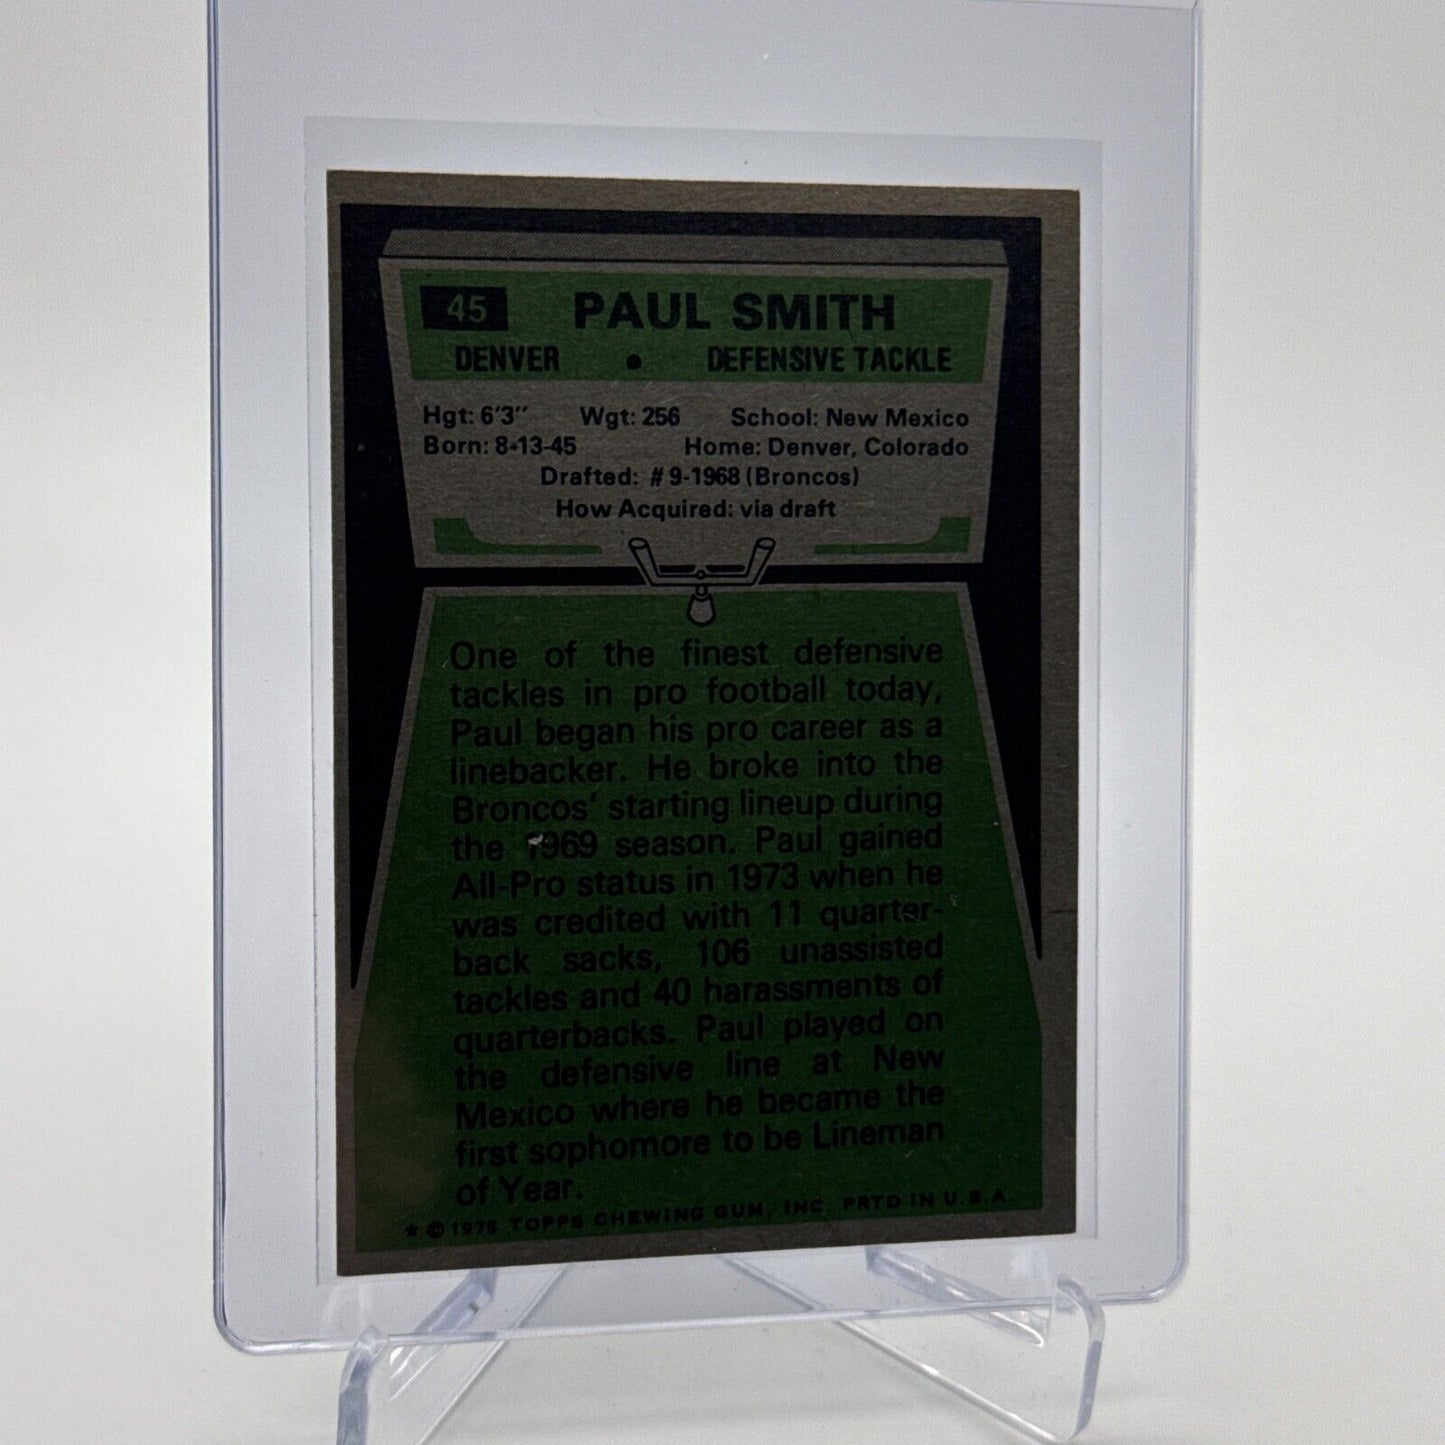 45 PAUL SMITH
DENVER • DEFENSIVE TACKLE
Hgt: 6'3" Wgt: 256 School: New Mexico
Born: 8-13-45 Home: Denver, Colorado
Drafted: #9-1968 (Broncos)
How Acquired: via draft
One of the finest defensive
tackles in pro football today,
Paul began his pro career as a
linebacker. He broke into the
Broncos' starting lineup during
the 1969 season. Paul gained
All-Pro status in 1973 when he
was credited with 11 quarter-
back sacks, 106 unassisted
tackles and 40 harassments of
quarterbacks. Paul played on
the defensive line at New
Mexico where he became the
first sophomore to be Lineman
of Year.
* © 1975 TOPPS CHEWING GUM, INC. PRTD IN U.S.A.